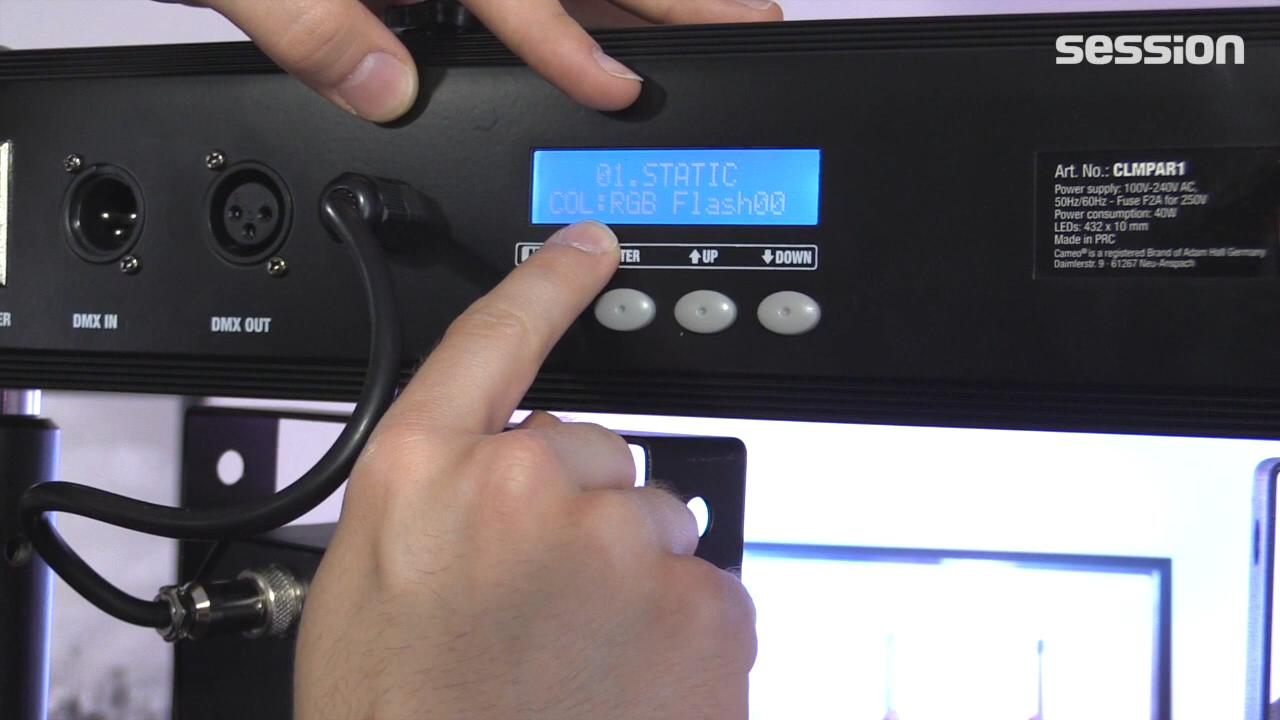 session
01.STATIC
COL:RGB Flash00
UP
DOWN
DMX IN
DMX OUT
Art. No.: CLMPAR1
Power supply: 100V-240V AC,
50Hz/60Hz - Fuse F2A for 250V
Power consumption: 40W
LEDs: 432 x 10 mm
Made in PRC
Cameo® is a registered Brand of Adam Hall Germany
Daimlerstr. 9 · 61267 Neu-Anspach